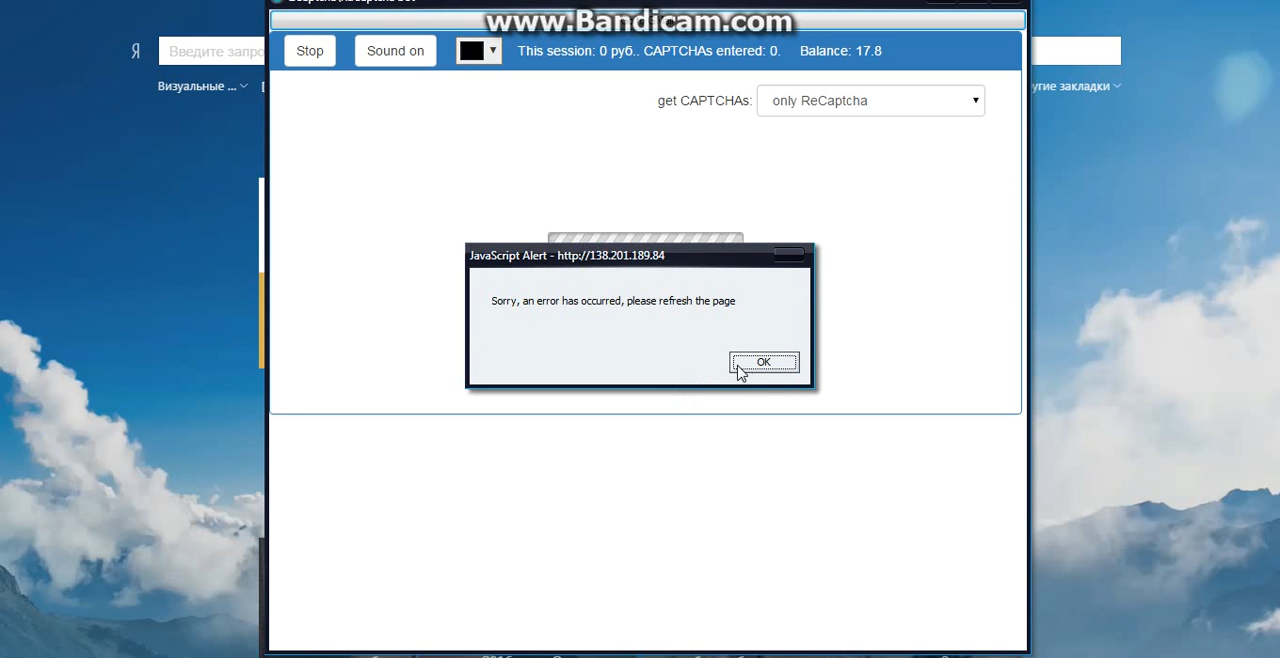 www.Bandicam.com
Я
Введите запро
Stop
Sound on
This session: 0 руб.. CAPTCHAs entered: 0.
Balance: 17.8
Визуальные ...
угие закладки
get CAPTCHAs:
only ReCaptcha
JavaScript Alert - http://138.201.189.84
Sorry, an error has occurred, please refresh the page
OK